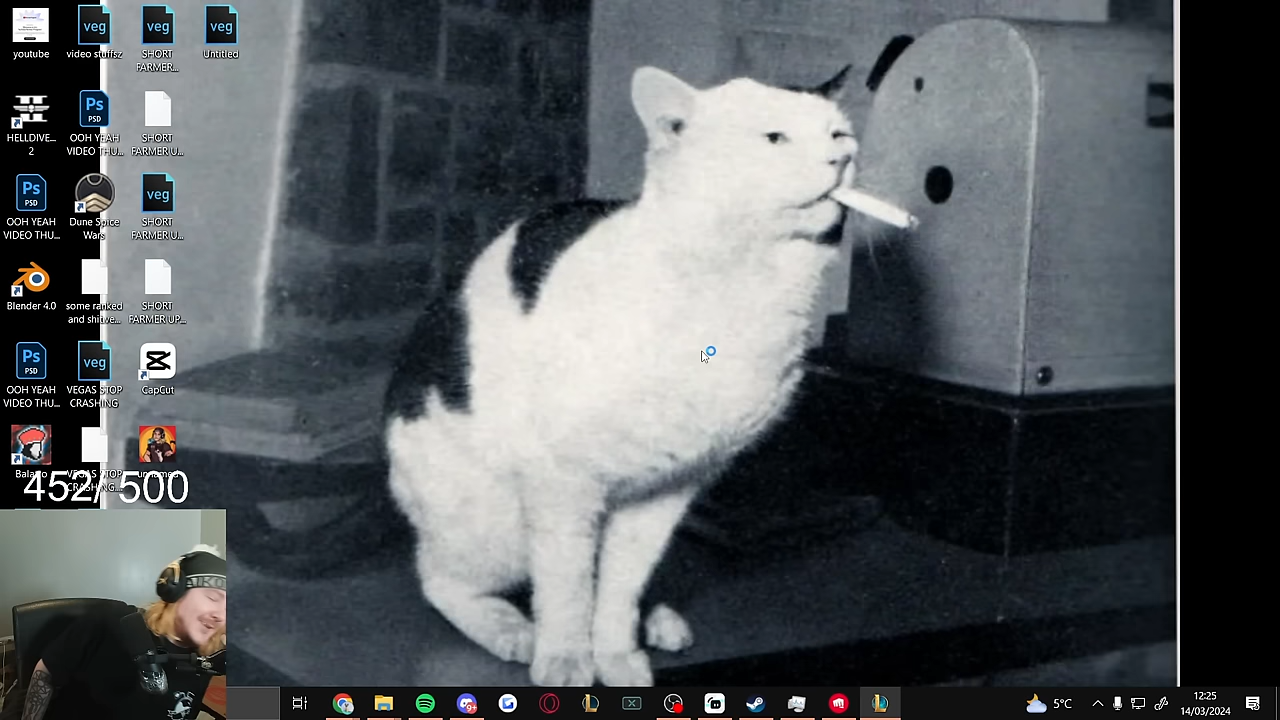 youtube
video stuffsz
SHORT
FARMER...
Untitled
veg
veg
veg
HELLDIVE...
2
Ps
PSD
OOH YEAH
VIDEO THU...
SHORT
FARMER U...
Ps
PSD
OOH YEAH
VIDEO THU...
Dune Spice
Wars
veg
SHORT
FARMER U...
Blender 4.0
some ranked
SHORT
FARMER UP...
Ps
PSD
OOH YEAH
VIDEO THU...
veg
VEGAS STOP
CRASHING
CapCut
VEGAS STOP
CRASHING...
452/ 500
5°C
12:25
14/03/2024